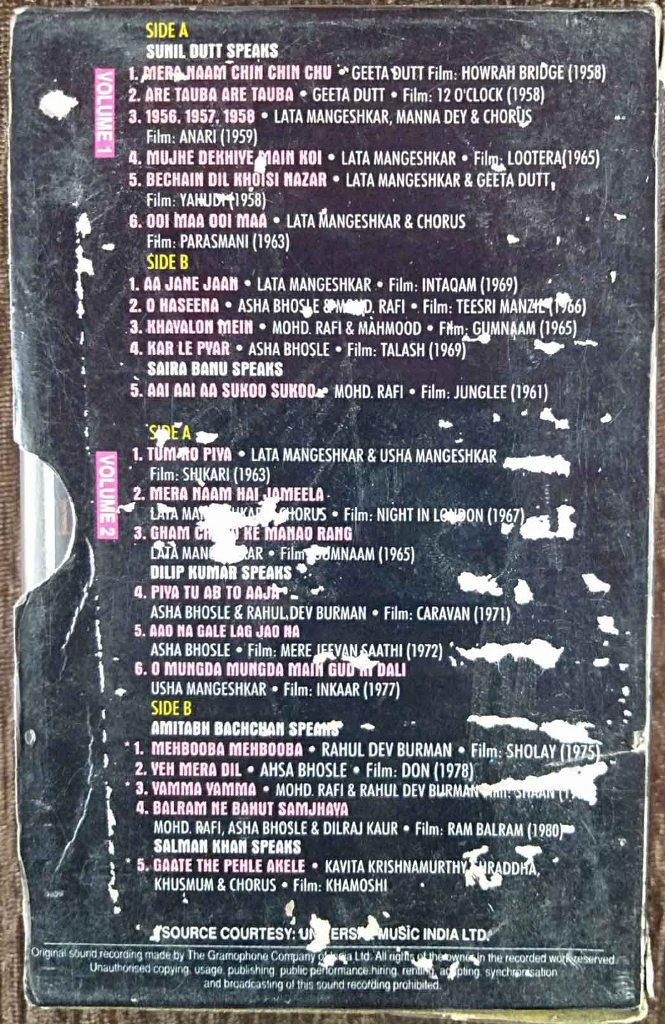 VOLUME 1
SIDE A
SUNIL DUTT SPEAKS
1. MERA NAAM CHIN CHIN CHU • GEETA DUTT Film: HOWRAH BRIDGE (1958)
2. ARE TAUBA ARE TAUBA • GEETA DUTT • Film: 12 O'CLOCK (1958)
3. 1956, 1957, 1958 • LATA MANGESHKAR, MANNA DEY & CHORUS
Film: ANARI (1959)
4. MUJHE DEKHIYE MAIN KOI • LATA MANGESHKAR • Film: LOOTERA(1965)
5. BECHAIN DIL KHOISI NAZAR • LATA MANGESHKAR & GEETA DUTT,
Film: YAHUDI (1958)
6. OOI MAA OOI MAA • LATA MANGESHKAR & CHORUS
Film: PARASMANI (1963)
SIDE B
1. AA JANE JAAN • LATA MANGESHKAR • Film: INTAQAM (1969)
2. O HASEENA • ASHA BHOSLE & MOHD. RAFI • Film: TEESRI MANZIL (1966)
3. KHAYALON MEIN • MOHD. RAFI & MAHMOOD • Film: GUMNAAM (1965)
4. KAR LE PYAR • ASHA BHOSLE • Film: TALASH (1969)
SAIRA BANU SPEAKS
5. AAI AAI AA SUKOO SUKOO • MOHD. RAFI • Film: JUNGLEE (1961)
VOLUME 2
SIDE A
1. TUM KO PIYA • LATA MANGESHKAR & USHA MANGESHKAR
Film: SHIKARI (1963)
2. MERA NAAM HAI JAMEELA
LATA MANGESHKAR CHORUS • Film: NIGHT IN LONDON (1967)
3. GHAM KE MANAO RANG
LATA • Film: GUMNAAM (1965)
DILIP KUMAR SPEAKS
4. PIYA TU AB TO AAJA
ASHA BHOSLE & RAHUL DEV BURMAN • Film: CARAVAN (1971)
5. AAO NA GALE LAG JAO NA
ASHA BHOSLE • Film: MERE JEEVAN SAATHI (1972)
6. O MUNGDA MUNGDA MAIN GUD KI DALI
USHA MANGESHKAR • Film: INKAAR (1977)
SIDE B
AMITABH BACHCHAN SPEAKS
*1. MEHBOOBA MEHBOOBA • RAHUL DEV BURMAN • Film: SHOLAY (1975)
2. YEH MERA DIL • AHSA BHOSLE • Film: DON (1978)
*3. YAMMA YAMMA • MOHD. RAFI & RAHUL DEV BURMAN Film: SHAAN
4. BALRAM NE BAHUT SAMJHAYA
MOHD. RAFI, ASHA BHOSLE & DILRAJ KAUR • Film: RAM BALRAM (1980)
SALMAN KHAN SPEAKS
*5. GAATE THE PEHLE AKELE • KAVITA KRISHNAMURTHY, SHRADDHA,
KHUSMUM & CHORUS • Film: KHAMOSHI
*SOURCE COURTESY: UNIVERSAL MUSIC INDIA LTD.
Original sound recording made by The Gramophone Company of India Ltd. All rights of the owner in the recorded work reserved.
Unauthorised copying, usage, publishing, public performance, hiring, renting, adapting, synchronisation
and broadcasting of this sound recording prohibited.